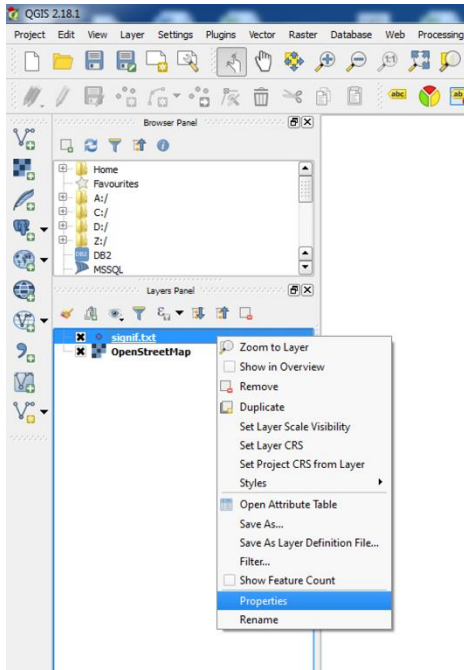 QGIS 2.18.1
Project Edit View Layer Settings Plugins Vector Raster Database Web Processing
abc ab
Browser Panel
Home
Favourites
A:/
C:/
D:/
Z:/
DB2
MSSQL
Layers Panel
signif.txt
OpenStreetMap
Zoom to Layer
Show in Overview
Remove
Duplicate
Set Layer Scale Visibility
Set Layer CRS
Set Project CRS from Layer
Styles
Open Attribute Table
Save As...
Save As Layer Definition File...
Filter...
Show Feature Count
Properties
Rename